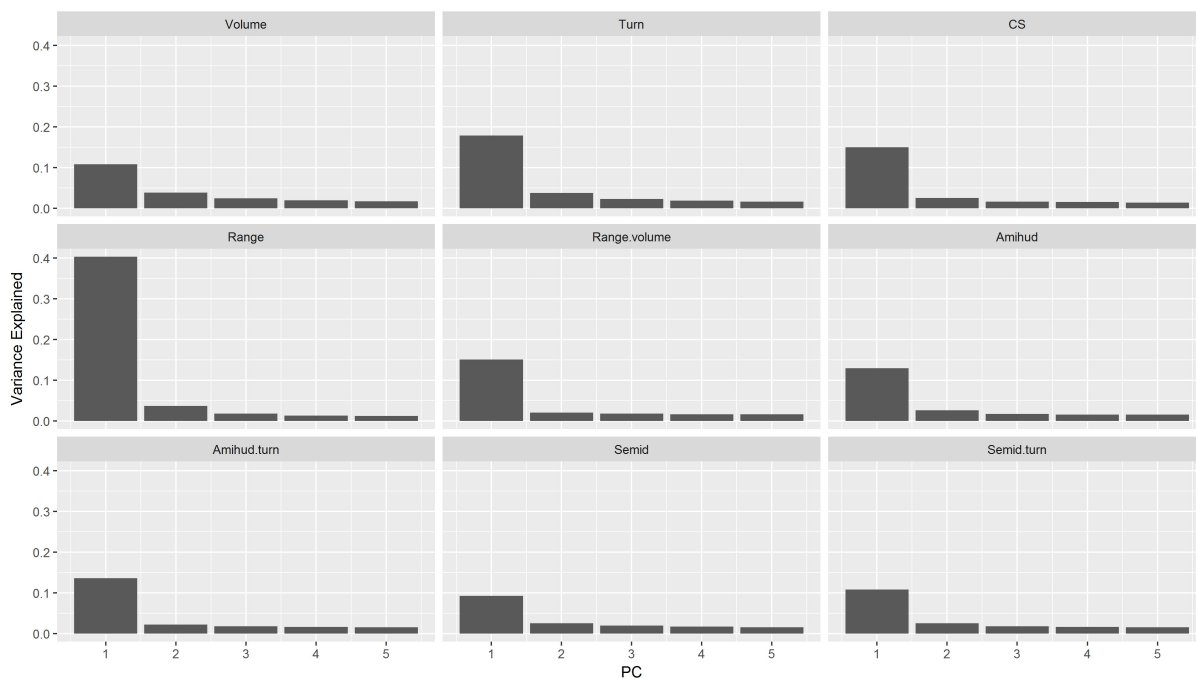 Volume
Turn
CS
0.4
0.3
0.2
0.1
0.0
Range
Range.volume
Amihud
0.4
0.3
0.2
0.1
0.0
Variance Explained
Amihud.turn
Semid
Semid.turn
0.4
0.3
0.2
0.1
0.0
1 2 3 4 5
1 2 3 4 5
1 2 3 4 5
PC